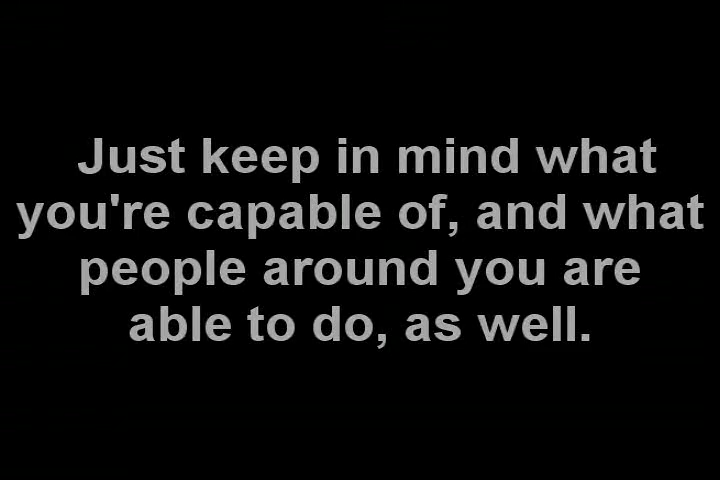 Just keep in mind what
you're capable of, and what
people around you are
able to do, as well.